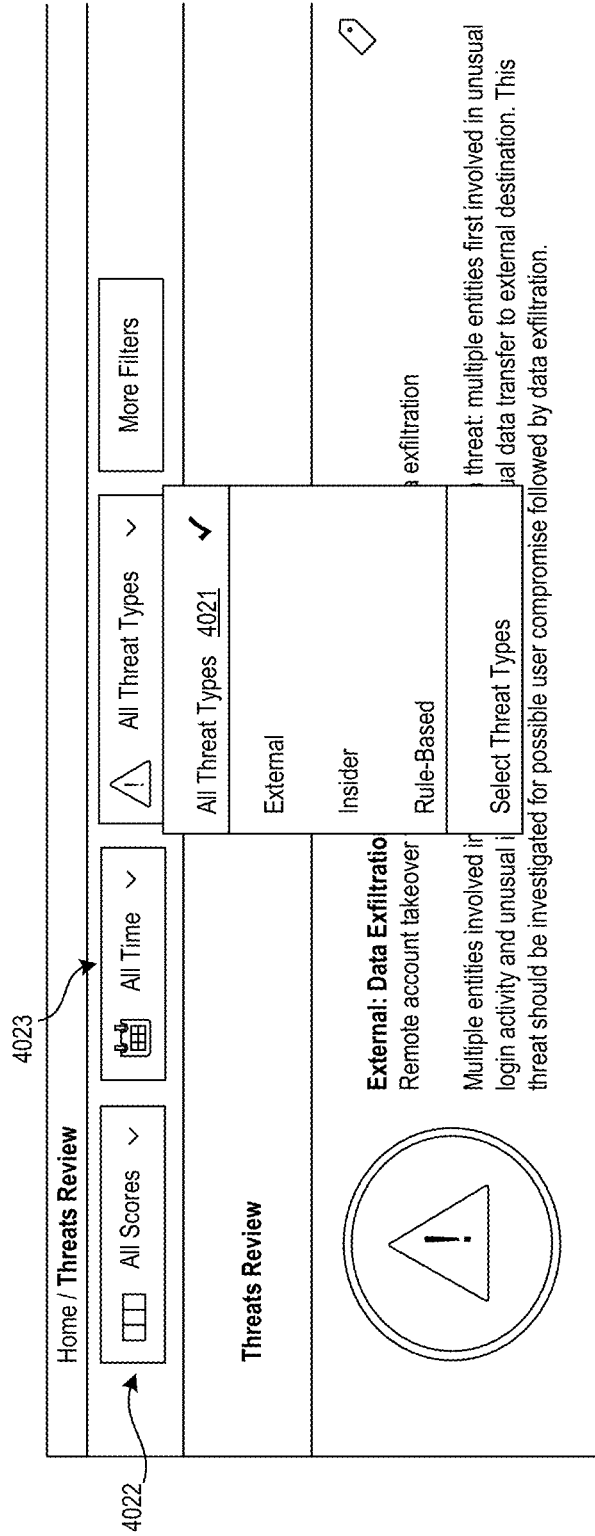 4023
4022
Home / Threats Review
All Scores
All Time
All Threat Types
More Filters
All Threat Types 4021
External
Insider
Rule-Based
Select Threat Types
Threats Review
External: Data Exfiltratio
Remote account takeover
exfiltration
Multiple entities involved in threat: multiple entities first involved in unusual
login activity and unusual data transfer to external destination. This
threat should be investigated for possible user compromise followed by data exfiltration.